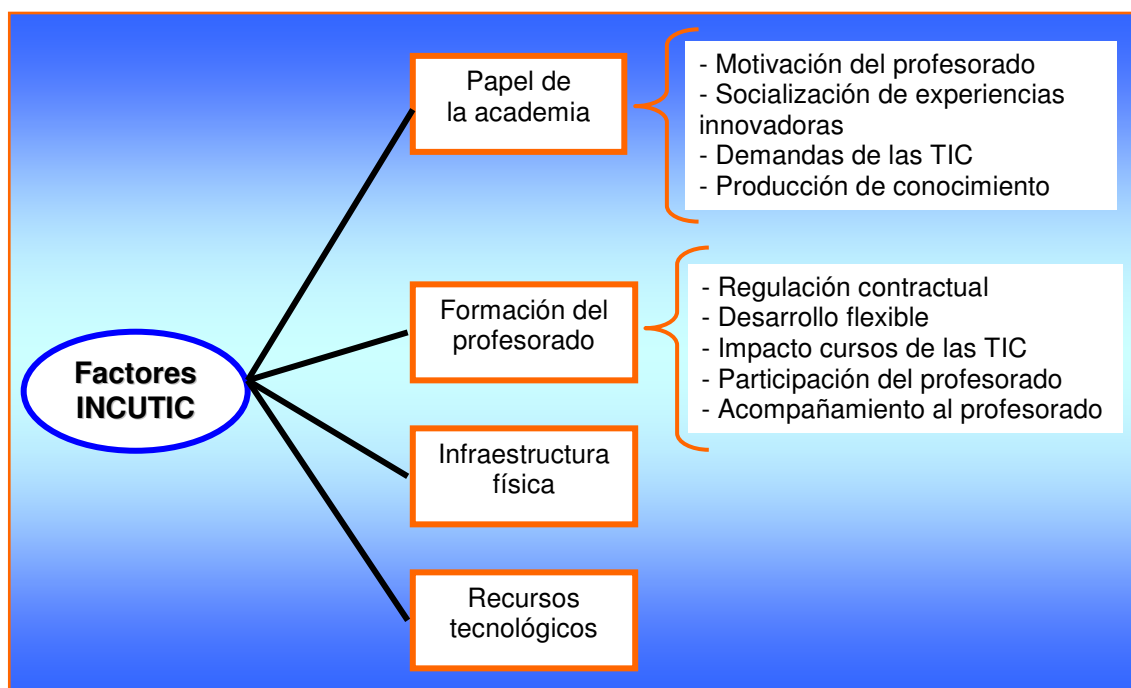 Factores
INCUTIC
Papel de
la academia
- Motivación del profesorado
- Socialización de experiencias
innovadoras
- Demandas de las TIC
- Producción de conocimiento
Formación del
profesorado
- Regulación contractual
- Desarrollo flexible
- Impacto cursos de las TIC
- Participación del profesorado
- Acompañamiento al profesorado
Infraestructura
física
Recursos
tecnológicos